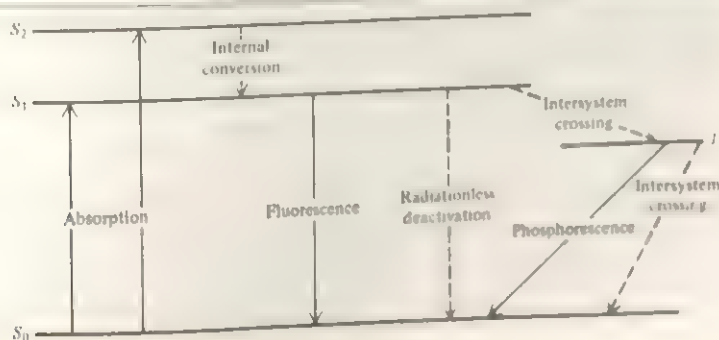 S₂
Internal
conversion
S₁
Intersystem
crossing
Absorption
Fluorescence
Radiationless
deactivation
Intersystem
crossing
Phosphorescence
S₀